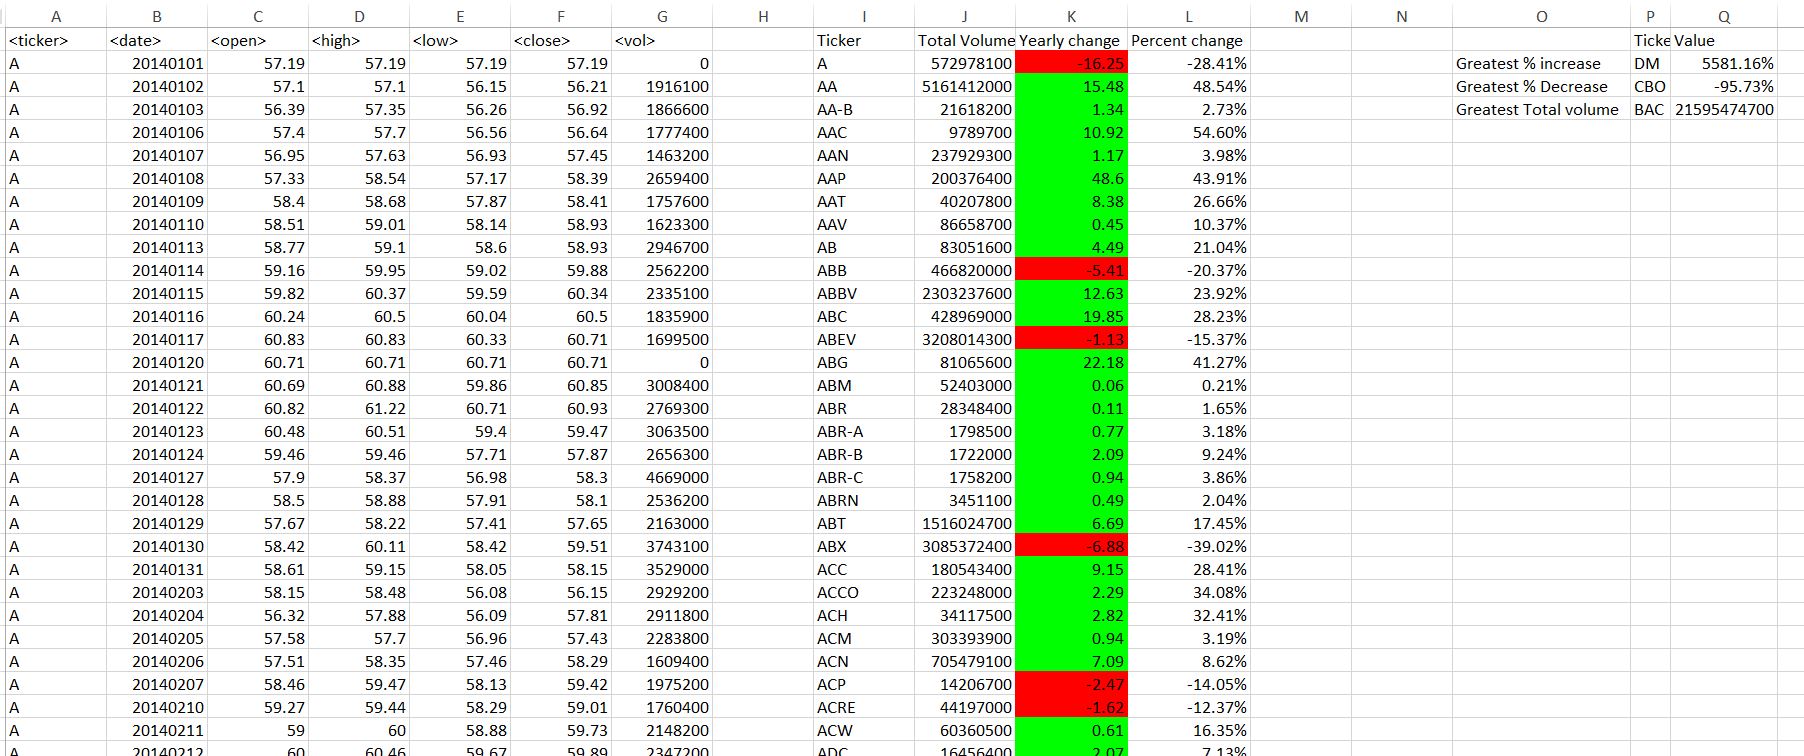 A B C D E F G H I J K L M N O P Q
<ticker> <date> <open> <high> <low> <close> <vol> Ticker Total Volume Yearly change Percent change Ticke Value
A 20140101 57.19 57.19 57.19 57.19 0 A 572978100 -16.25 -28.41% Greatest % increase DM 5581.16%
A 20140102 57.1 57.1 56.15 56.21 1916100 AA 5161412000 15.48 48.54% Greatest % Decrease CBO -95.73%
A 20140103 56.39 57.35 56.26 56.92 1866600 AA-B 21618200 1.34 2.73% Greatest Total volume BAC 21595474700
A 20140106 57.4 57.7 56.56 56.64 1777400 AAC 9789700 10.92 54.60%
A 20140107 56.95 57.63 56.93 57.45 1463200 AAN 237929300 1.17 3.98%
A 20140108 57.33 58.54 57.17 58.39 2659400 AAP 200376400 48.6 43.91%
A 20140109 58.4 58.68 57.87 58.41 1757600 AAT 40207800 8.38 26.66%
A 20140110 58.51 59.01 58.14 58.93 1623300 AAV 86658700 0.45 10.37%
A 20140113 58.77 59.1 58.6 58.93 2946700 AB 83051600 4.49 21.04%
A 20140114 59.16 59.95 59.02 59.88 2562200 ABB 466820000 -5.41 -20.37%
A 20140115 59.82 60.37 59.59 60.34 2335100 ABBV 2303237600 12.63 23.92%
A 20140116 60.24 60.5 60.04 60.5 1835900 ABC 428969000 19.85 28.23%
A 20140117 60.83 60.83 60.33 60.71 1699500 ABEV 3208014300 -1.13 -15.37%
A 20140120 60.71 60.71 60.71 60.71 0 ABG 81065600 22.18 41.27%
A 20140121 60.69 60.88 59.86 60.85 3008400 ABM 52403000 0.06 0.21%
A 20140122 60.82 61.22 60.71 60.93 2769300 ABR 28348400 0.11 1.65%
A 20140123 60.48 60.51 59.4 59.47 3063500 ABR-A 1798500 0.77 3.18%
A 20140124 59.46 59.46 57.71 57.87 2656300 ABR-B 1722000 2.09 9.24%
A 20140127 57.9 58.37 56.98 58.3 4669000 ABR-C 1758200 0.94 3.86%
A 20140128 58.5 58.88 57.91 58.1 2536200 ABRN 3451100 0.49 2.04%
A 20140129 57.67 58.22 57.41 57.65 2163000 ABT 1516024700 6.69 17.45%
A 20140130 58.42 60.11 58.42 59.51 3743100 ABX 3085372400 -6.88 -39.02%
A 20140131 58.61 59.15 58.05 58.15 3529000 ACC 180543400 9.15 28.41%
A 20140203 58.15 58.48 56.08 56.15 2929200 ACCO 223248000 2.29 34.08%
A 20140204 56.32 57.88 56.09 57.81 2911800 ACH 34117500 2.82 32.41%
A 20140205 57.58 57.7 56.96 57.43 2283800 ACM 303393900 0.94 3.19%
A 20140206 57.51 58.35 57.46 58.29 1609400 ACN 705479100 7.09 8.62%
A 20140207 58.46 59.47 58.13 59.42 1975200 ACP 14206700 -2.47 -14.05%
A 20140210 59.27 59.44 58.29 59.01 1760400 ACRE 44197000 -1.62 -12.37%
A 20140211 59 60 58.88 59.73 2148200 ACW 60360500 0.61 16.35%
A 20140212 60 60.46 59.67 59.89 2347200 ADC 16456400 2.07 7.13%